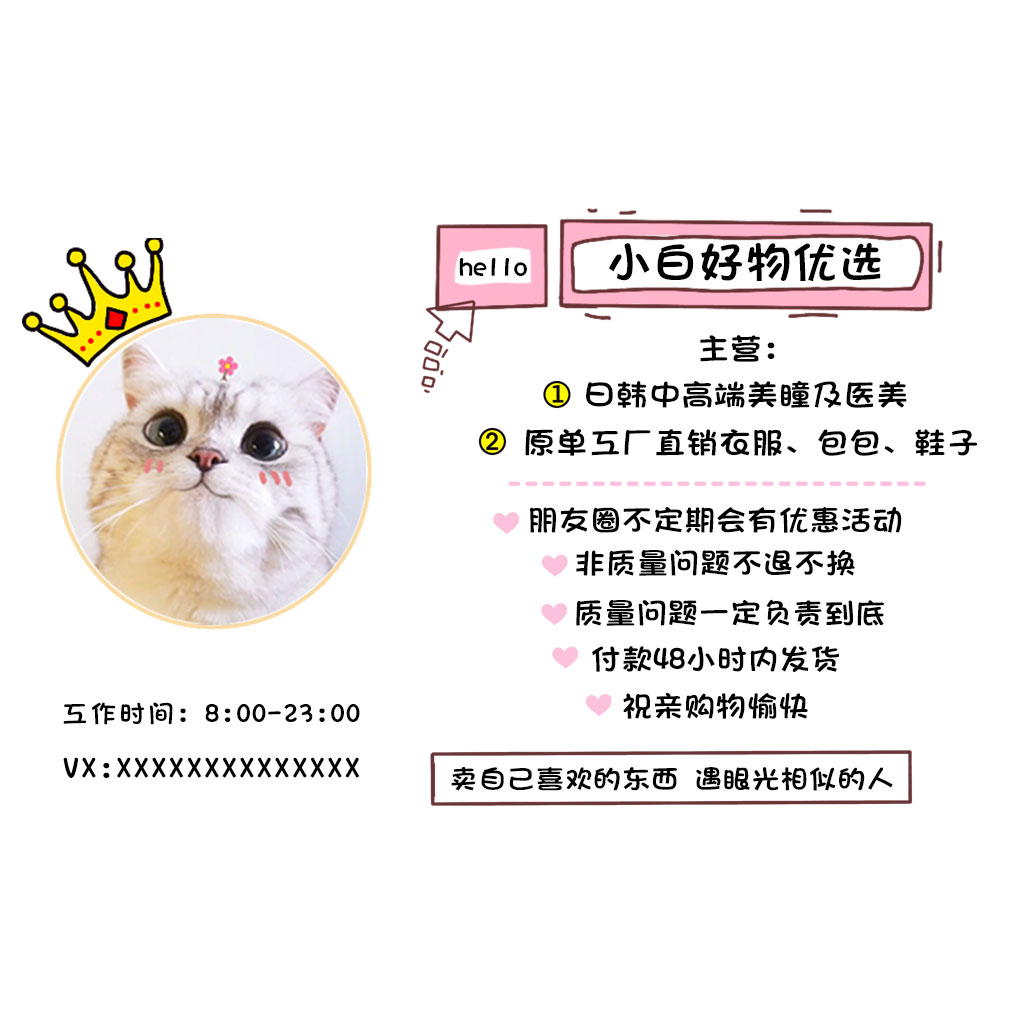 hello
小白好物优选
主营：
① 日韩中高端美瞳及医美
② 原单工厂直销衣服、包包、鞋子
朋友圈不定期会有优惠活动
非质量问题不退不换
质量问题一定负责到底
付款48小时内发货
祝亲购物愉快
卖自己喜欢的东西 遇眼光相似的人
工作时间：8:00-23:00
VX:XXXXXXXXXXXXXX